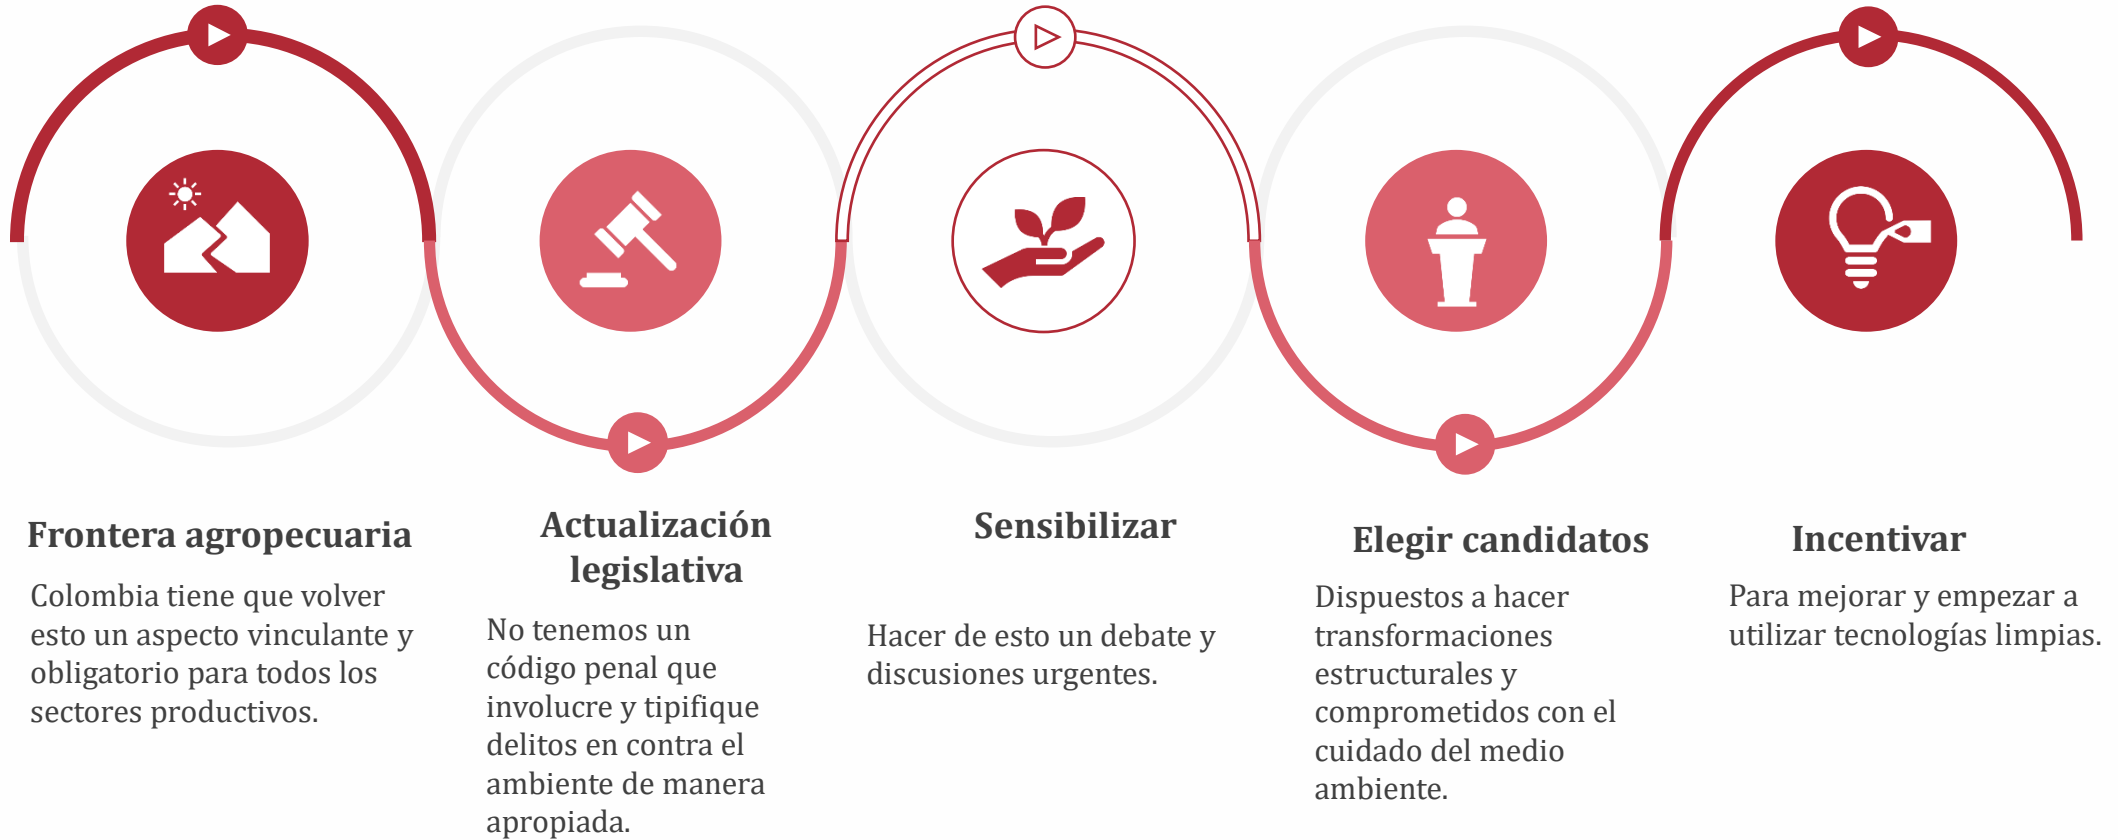 Frontera agropecuaria
Colombia tiene que volver
esto un aspecto vinculante y
obligatorio para todos los
sectores productivos.
Actualización
legislativa
No tenemos un
código penal que
involucre y tipifique
delitos en contra el
ambiente de manera
apropiada.
Sensibilizar
Hacer de esto un debate y
discusiones urgentes.
Elegir candidatos
Dispuestos a hacer
transformaciones
estructurales y
comprometidos con el
cuidado del medio
ambiente.
Incentivar
Para mejorar y empezar a
utilizar tecnologías limpias.